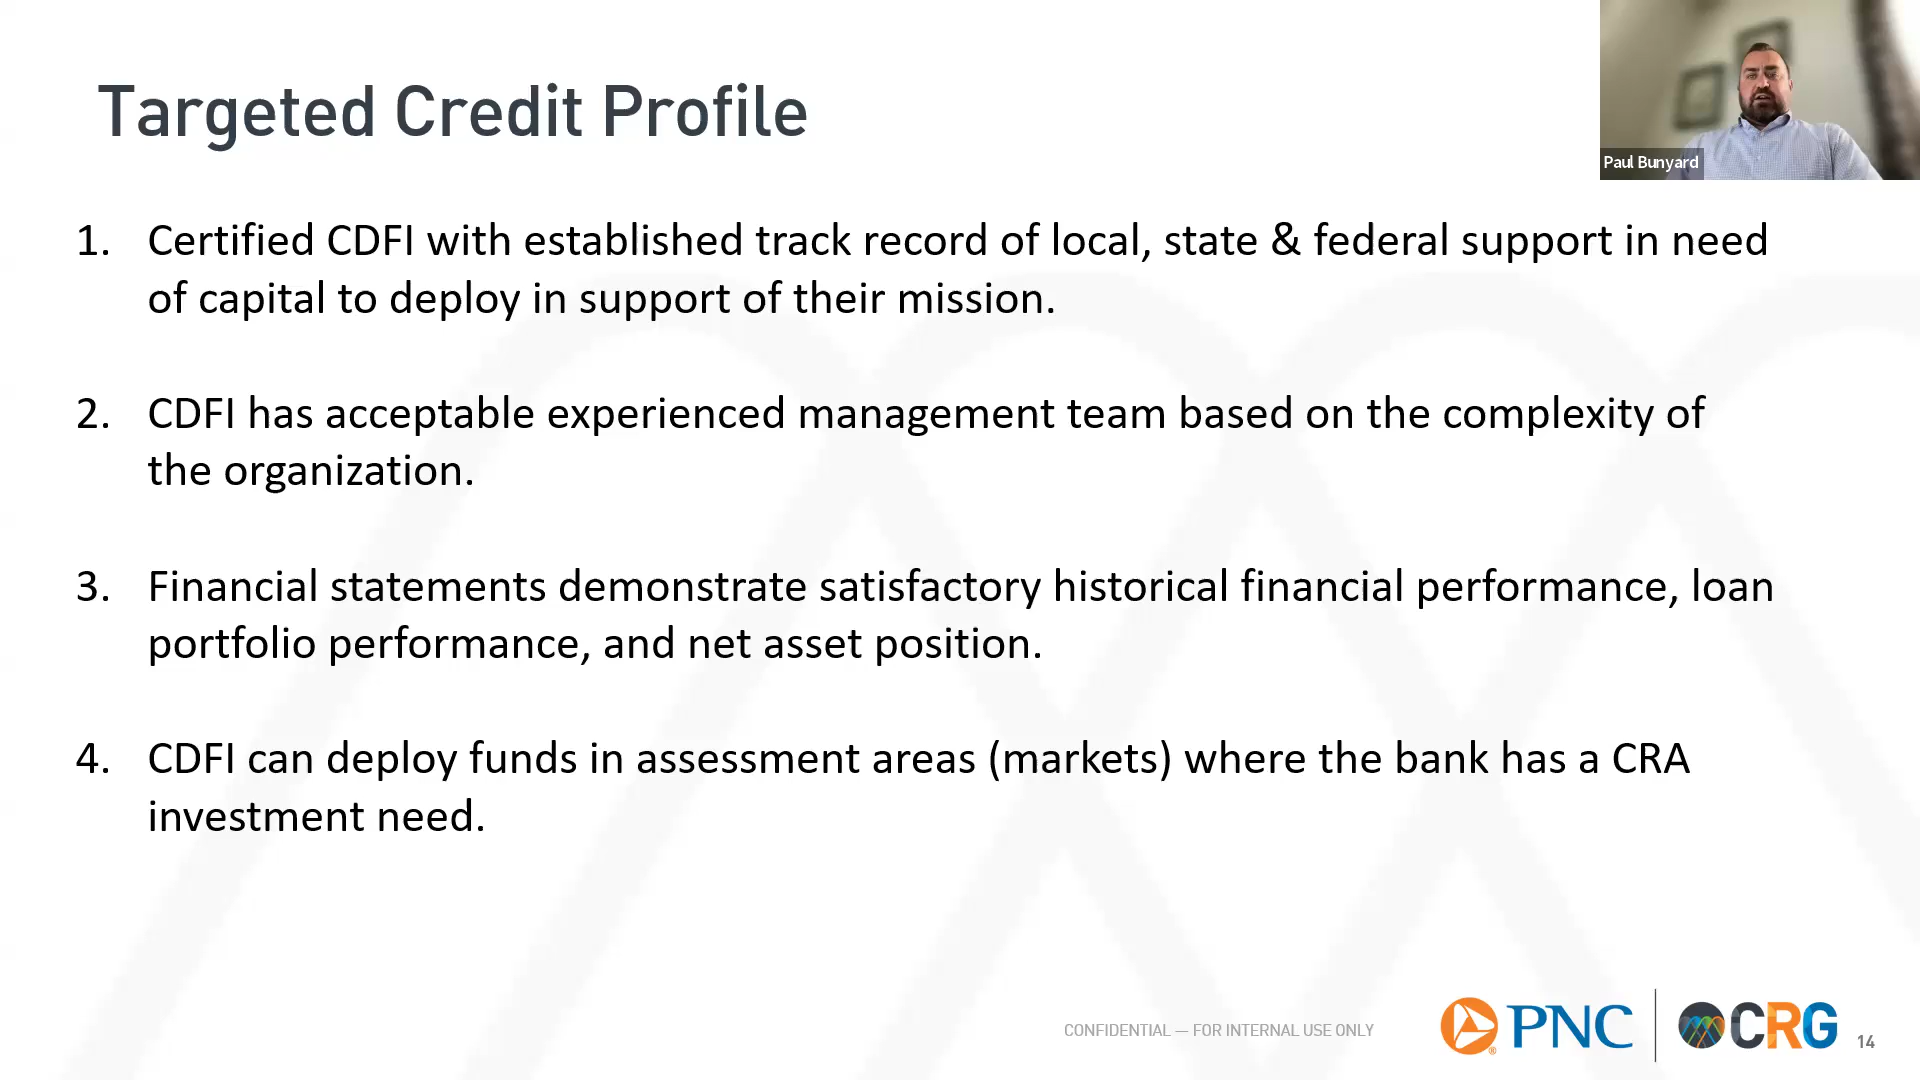 Targeted Credit Profile
Paul Bunyard
1. Certified CDFI with established track record of local, state & federal support in need
of capital to deploy in support of their mission.
2. CDFI has acceptable experienced management team based on the complexity of
the organization.
3. Financial statements demonstrate satisfactory historical financial performance, loan
portfolio performance, and net asset position.
4. CDFI can deploy funds in assessment areas (markets) where the bank has a CRA
investment need.
CONFIDENTIAL — FOR INTERNAL USE ONLY
PNC
CRG
14